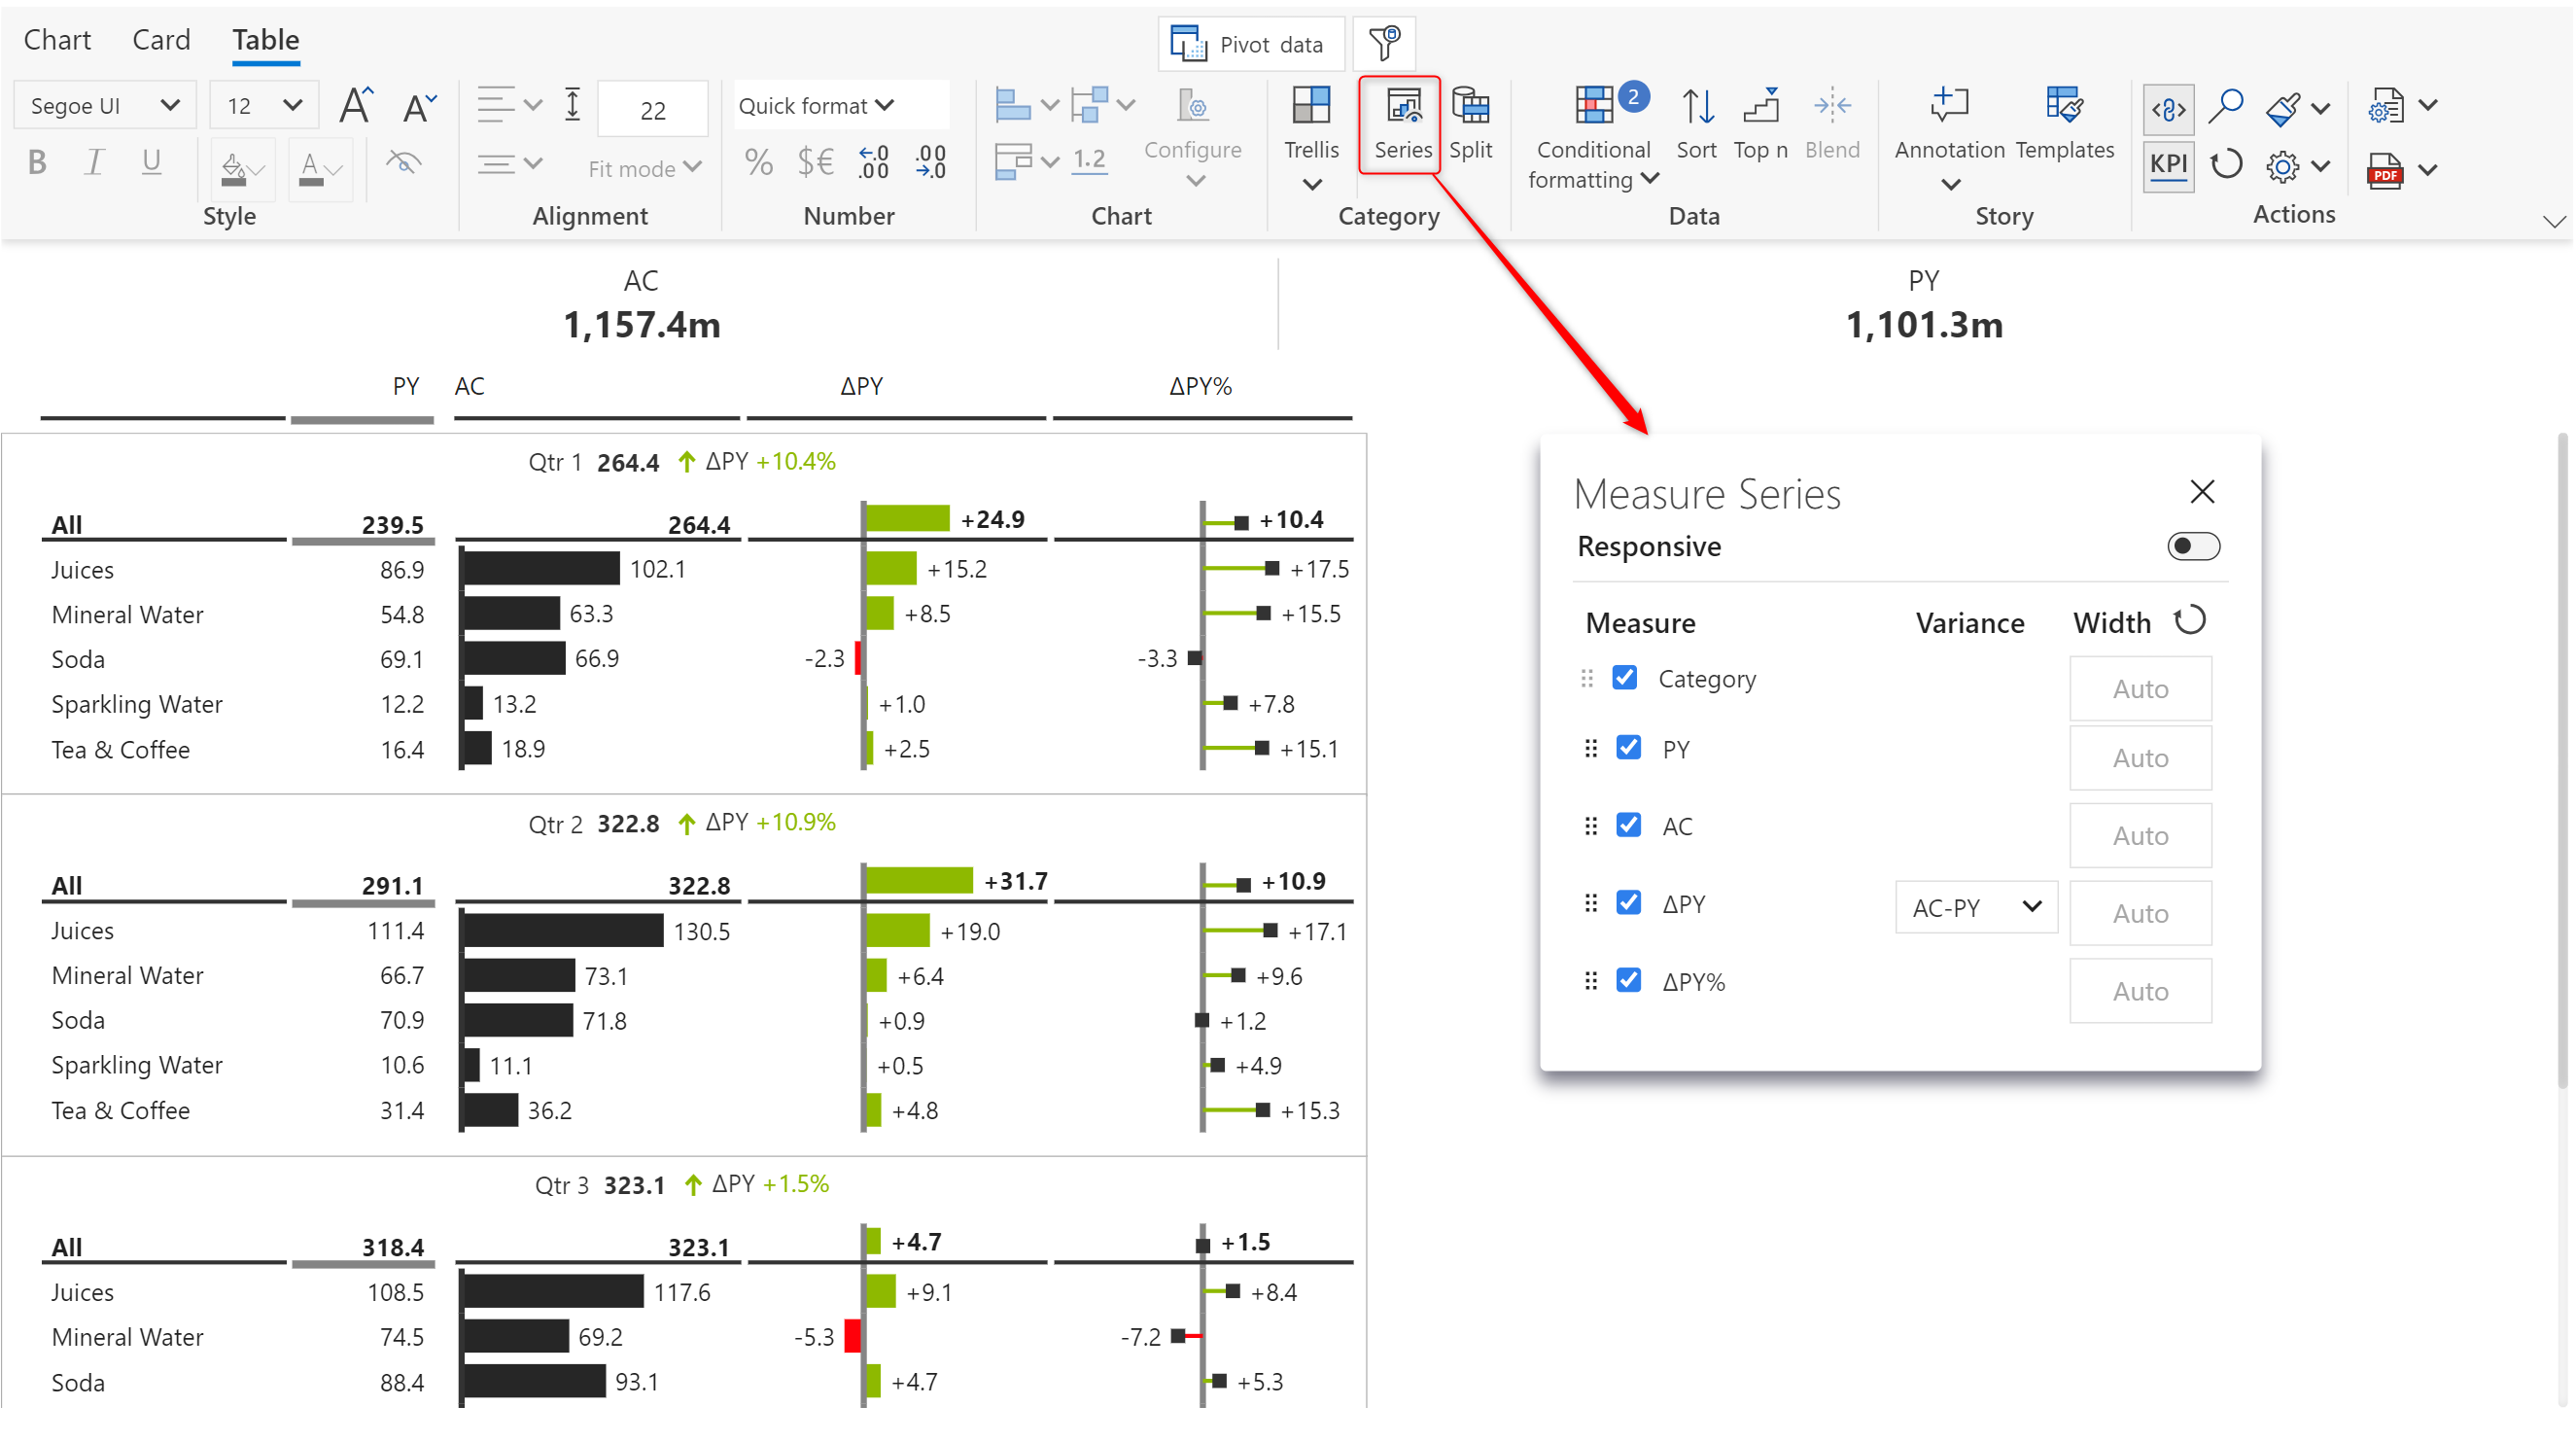 Chart Card Table
Pivot data
Segoe UI 12 A A
22
Quick format
1.2
Configure
Trellis
Series
Split
2
Conditional
formatting
Sort
Top n
Blend
Annotation
Templates
B I U A
Fit mode
% $€ .0 .00 .00 .0
KPI
PDF
Style Alignment Number Chart Category Data Story Actions
AC PY
1,157.4m 1,101.3m
PY AC ΔPY ΔPY%
Qtr 1 264.4 ΔPY +10.4%
All 239.5 264.4 +24.9 +10.4
Juices 86.9 102.1 +15.2 +17.5
Mineral Water 54.8 63.3 +8.5 +15.5
Soda 69.1 66.9 -2.3 -3.3
Sparkling Water 12.2 13.2 +1.0 +7.8
Tea & Coffee 16.4 18.9 +2.5 +15.1
Qtr 2 322.8 ΔPY +10.9%
All 291.1 322.8 +31.7 +10.9
Juices 111.4 130.5 +19.0 +17.1
Mineral Water 66.7 73.1 +6.4 +9.6
Soda 70.9 71.8 +0.9 +1.2
Sparkling Water 10.6 11.1 +0.5 +4.9
Tea & Coffee 31.4 36.2 +4.8 +15.3
Qtr 3 323.1 ΔPY +1.5%
All 318.4 323.1 +4.7 +1.5
Juices 108.5 117.6 +9.1 +8.4
Mineral Water 74.5 69.2 -5.3 -7.2
Soda 88.4 93.1 +4.7 +5.3
Measure Series
Responsive
Measure Variance Width
Category Auto
PY Auto
AC Auto
ΔPY AC-PY Auto
ΔPY% Auto